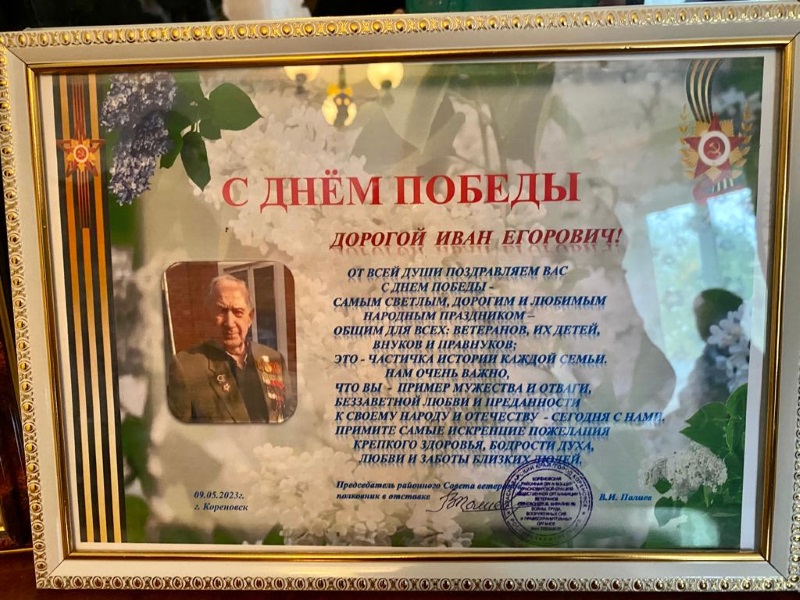 С ДНЁМ ПОБЕДЫ
ДОРОГОЙ ИВАН ЕГОРОВИЧ!
ОТ ВСЕЙ ДУШИ ПОЗДРАВЛЯЕМ ВАС
С ДНЕМ ПОБЕДЫ -
САМЫМ СВЕТЛЫМ, ДОРОГИМ И ЛЮБИМЫМ
НАРОДНЫМ ПРАЗДНИКОМ –
ОБЩИМ ДЛЯ ВСЕХ: ВЕТЕРАНОВ, ИХ ДЕТЕЙ,
ВНУКОВ И ПРАВНУКОВ;
ЭТО - ЧАСТИЧКА ИСТОРИИ КАЖДОЙ СЕМЬИ.
НАМ ОЧЕНЬ ВАЖНО,
ЧТО ВЫ - ПРИМЕР МУЖЕСТВА И ОТВАГИ,
БЕЗЗАВЕТНОЙ ЛЮБВИ И ПРЕДАННОСТИ
К СВОЕМУ НАРОДУ И ОТЕЧЕСТВУ - СЕГОДНЯ С НАМИ.
ПРИМИТЕ САМЫЕ ИСКРЕННИЕ ПОЖЕЛАНИЯ
КРЕПКОГО ЗДОРОВЬЯ, БОДРОСТИ ДУХА,
ЛЮБВИ И ЗАБОТЫ БЛИЗКИХ ЛЮДЕЙ.
Председатель районного Совета
полковник в отставке В.И. Палиев
09.05.2023г.
г. Кореновск